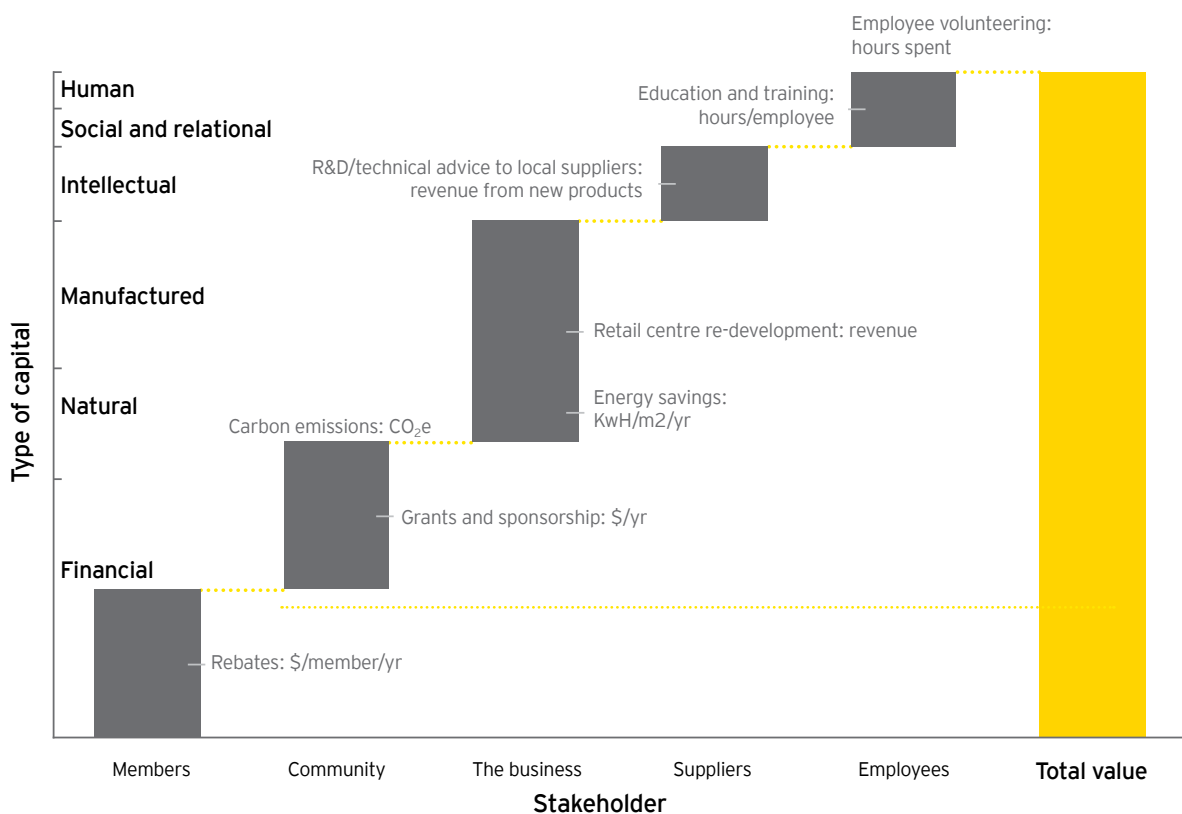 Employee volunteering:
hours spent
Human
Education and training:
hours/employee
Social and relational
R&D/technical advice to local suppliers:
revenue from new products
Intellectual
Manufactured
Retail centre re-development: revenue
Energy savings:
KwH/m2/yr
Natural
Carbon emissions: CO₂e
Grants and sponsorship: $/yr
Financial
Rebates: $/member/yr
Type of capital
Members
Community
The business
Suppliers
Employees
Total value
Stakeholder